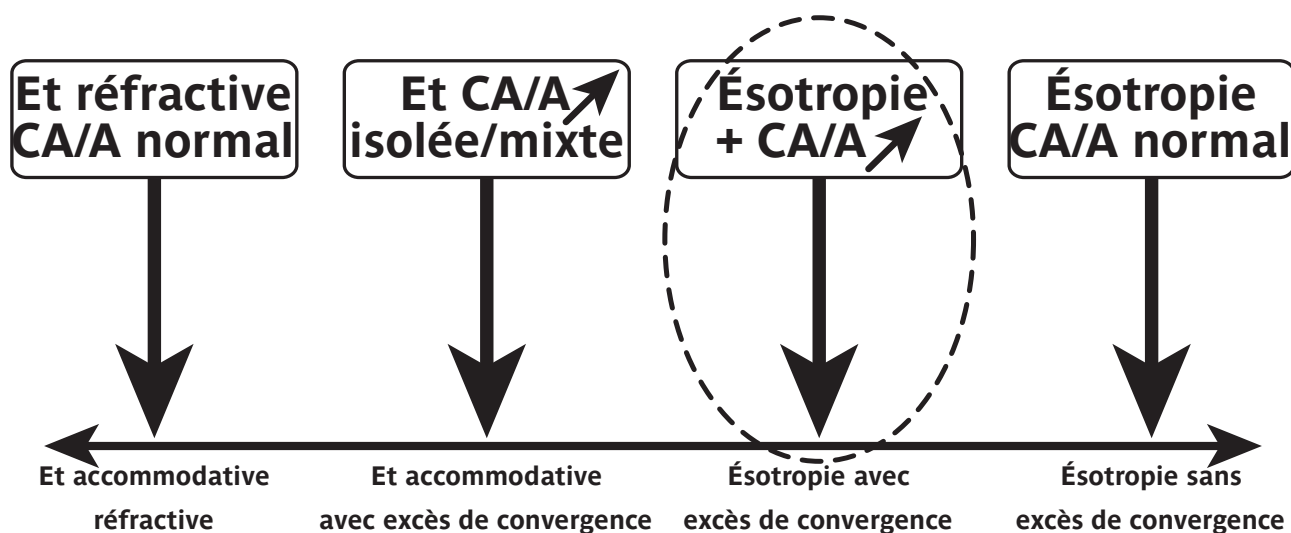 Et réfractive
CA/A normal
Et CA/A
isolée/mixte
Ésotropie
+ CA/A
Ésotropie
CA/A normal
Et accommodative
réfractive
Et accommodative
avec excès de convergence
Ésotropie avec
excès de convergence
Ésotropie sans
excès de convergence